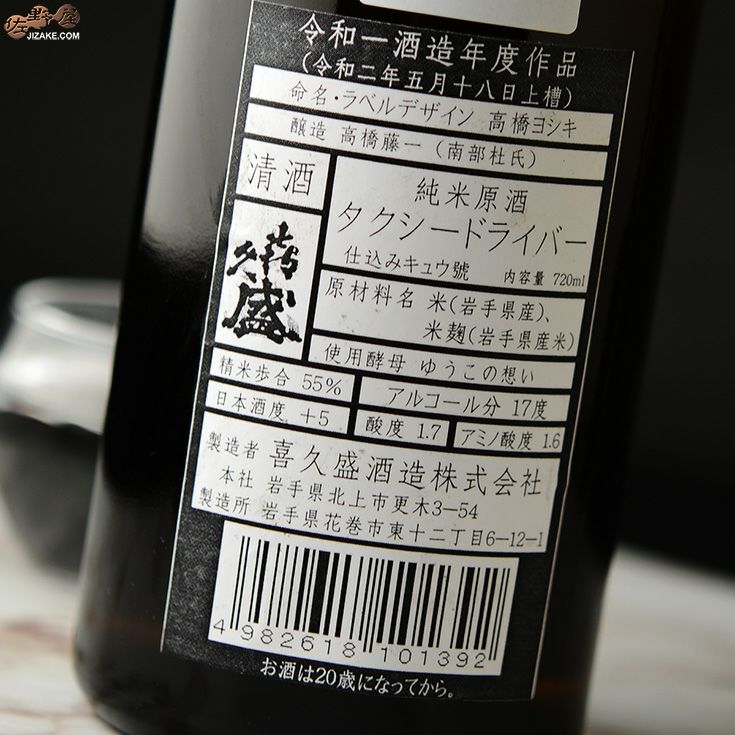 佐野屋
JIZAKE.COM
令和一酒造年度作品
(令和二年五月十八日上槽)
命名・ラベルデザイン 高橋ヨシキ
醸造 高橋藤一 (南部杜氏)
清酒
純米原酒
タクシードライバー
仕込みキュウ號 内容量 720ml
喜久盛
原材料名 米(岩手県産)、
米麹(岩手県産米)
使用酵母 ゆうこの想い
精米歩合 55%
アルコール分 17度
日本酒度 +5
酸度 1.7
アミノ酸度 1.6
製造者 喜久盛酒造株式会社
本社 岩手県北上市更木3-54
製造所 岩手県花巻市東十二丁目6-12-1
4982618101392
お酒は20歳になってから。